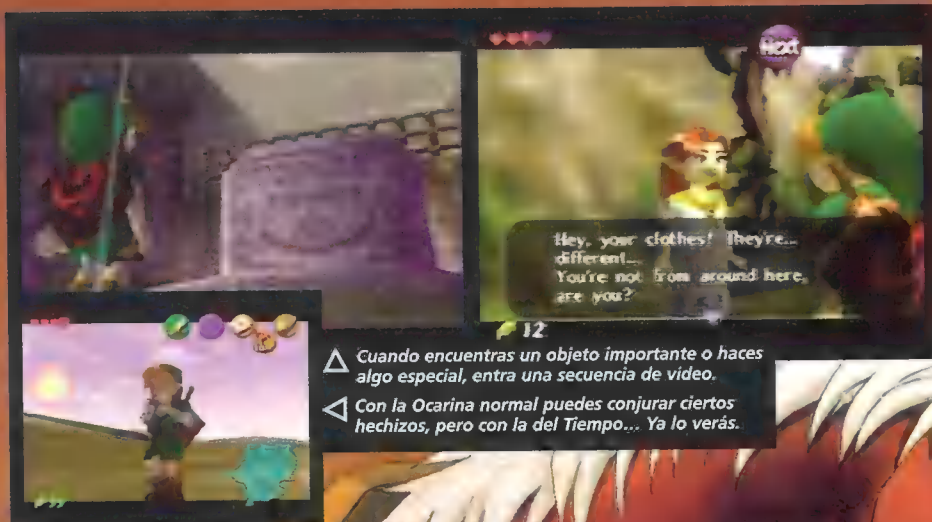 Next
Hey, your clothes! They're...
different...
You're not from around here,
are you?
12
△ Cuando encuentras un objeto importante o haces
algo especial, entra una secuencia de video.
◁ Con la Ocarina normal puedes conjurar ciertos
hechizos, pero con la del Tiempo... Ya lo verás.